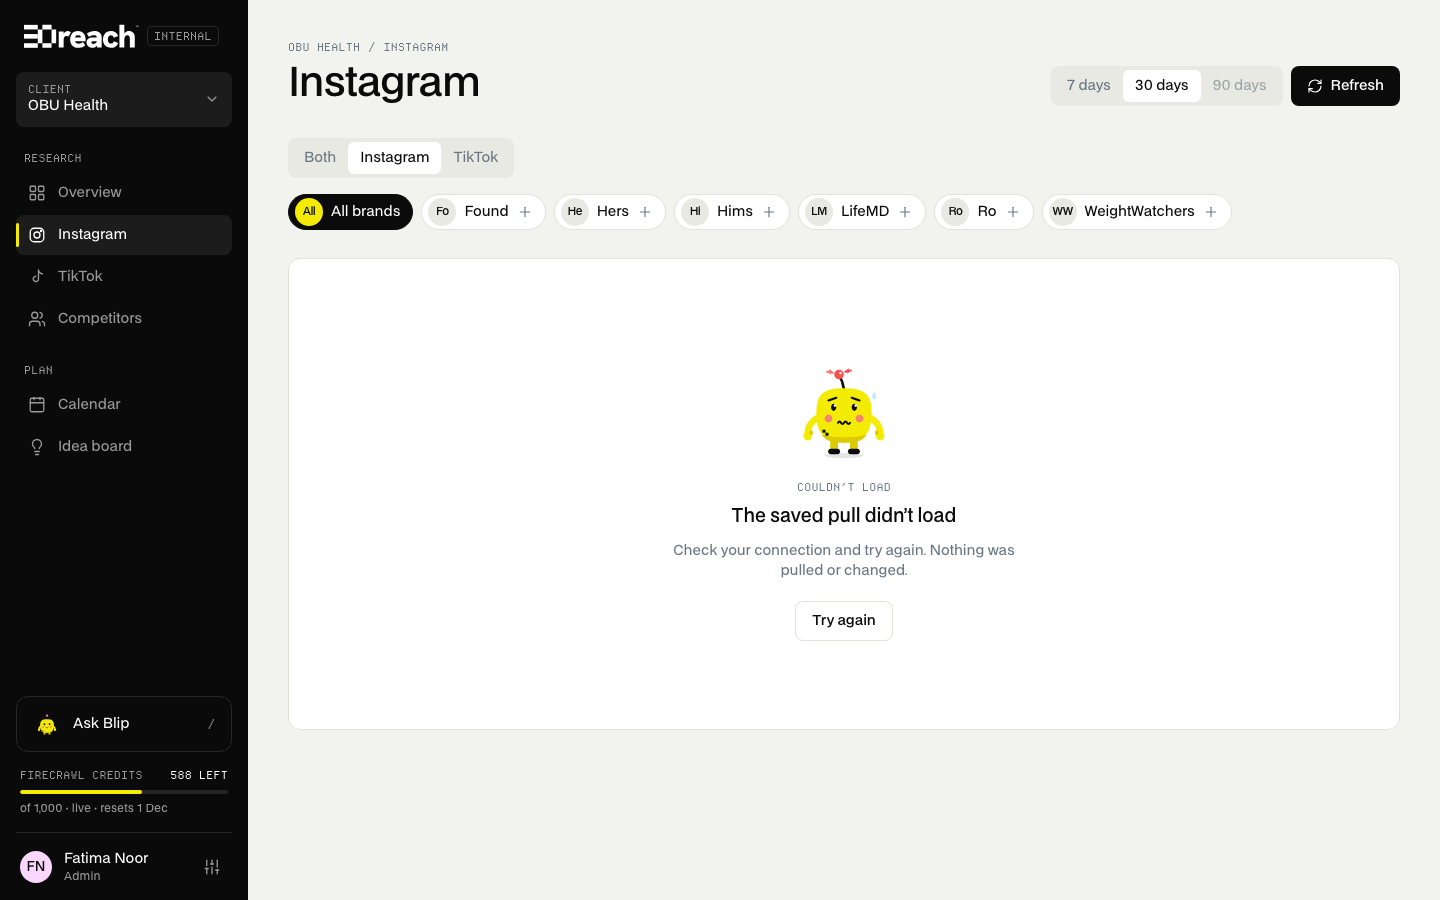 reach
INTERNAL
CLIENT
OBU Health
RESEARCH
Overview
Instagram
TikTok
Competitors
PLAN
Calendar
Idea board
Ask Blip /
FIRECRAWL CREDITS 588 LEFT
of 1,000 · live · resets 1 Dec
FN
Fatima Noor
Admin
OBU HEALTH / INSTAGRAM
Instagram
7 days 30 days 90 days Refresh
Both Instagram TikTok
All All brands Fo Found + He Hers + Hi Hims + LM LifeMD + Ro Ro + WW WeightWatchers +
COULDN’T LOAD
The saved pull didn’t load
Check your connection and try again. Nothing was
pulled or changed.
Try again